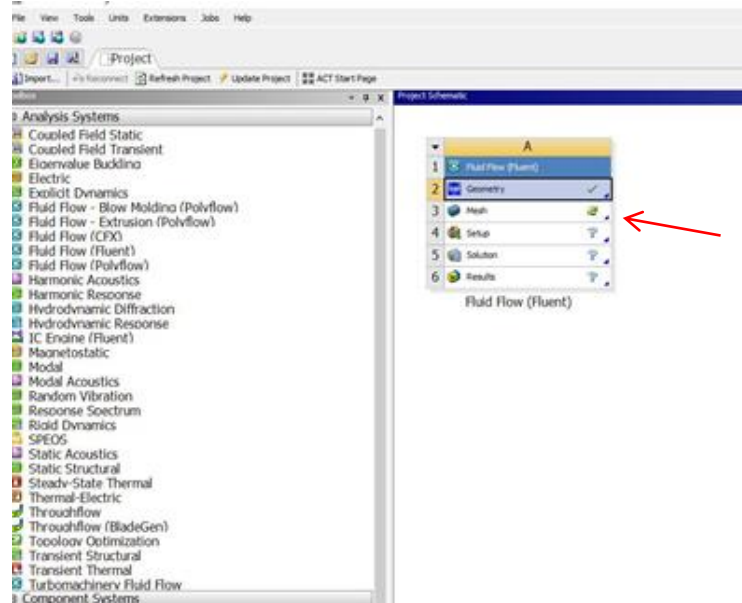 File View Tools Units Extensions Jobs Help
Project
Import... Reconnect Refresh Project Update Project ACT Start Page
Project Schematic
Analysis Systems
Coupled Field Static
Coupled Field Transient
Eigenvalue Buckling
Electric
Explicit Dynamics
Fluid Flow - Blow Molding (Polyflow)
Fluid Flow - Extrusion (Polyflow)
Fluid Flow (CFX)
Fluid Flow (Fluent)
Fluid Flow (Polyflow)
Harmonic Acoustics
Harmonic Response
Hydrodynamic Diffraction
Hydrodynamic Response
IC Engine (Fluent)
Magnetostatic
Modal
Modal Acoustics
Random Vibration
Response Spectrum
Rigid Dynamics
SPEOS
Static Acoustics
Static Structural
Steady-State Thermal
Thermal-Electric
Throughflow
Throughflow (BladeGen)
Topology Optimization
Transient Structural
Transient Thermal
Turbomachinery Fluid Flow
Component Systems
A
1 Fluid Flow (Fluent)
2 Geometry
3 Mesh
4 Setup ?
5 Solution ?
6 Results ?
Fluid Flow (Fluent)